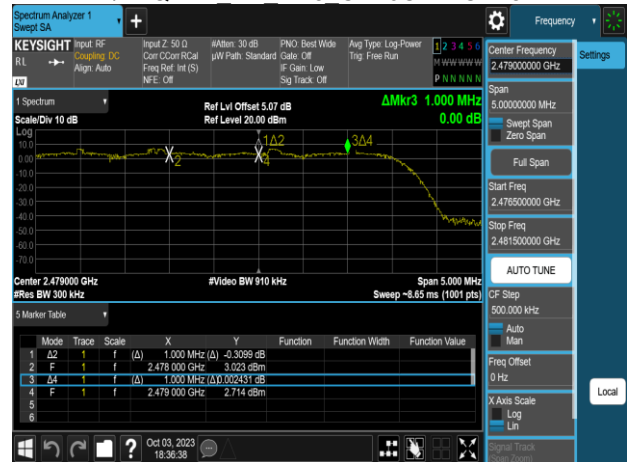 Spectrum Analyzer 1
Swept SA
Frequency
KEYSIGHT
RL
Input: RF
Coupling: DC
Align: Auto
Input Z: 50 Ω
Corr CCorr RCal
Freq Ref: Int (S)
NFE: Off
#Atten: 30 dB
µW Path: Standard
PNO: Best Wide
Gate: Off
IF Gain: Low
Sig Track: Off
Avg Type: Log-Power
Trig: Free Run
1 2 3 4 5 6
M W W W W W
P N N N N N
LXI
Center Frequency
2.479000000 GHz
Settings
Span
5.00000000 MHz
Swept Span
Zero Span
Full Span
Start Freq
2.476500000 GHz
Stop Freq
2.481500000 GHz
AUTO TUNE
CF Step
500.000 kHz
Auto
Man
Freq Offset
0 Hz
X Axis Scale
Log
Lin
Local
Signal Track
(Span Zoom)
1 Spectrum
Scale/Div 10 dB
Ref Lvl Offset 5.07 dB
Ref Level 20.00 dBm
ΔMkr3 1.000 MHz
0.00 dB
Log
10.0
0.00
-10.0
-20.0
-30.0
-40.0
-50.0
-60.0
-70.0
2
1Δ2
4
3Δ4
Center 2.479000 GHz
#Res BW 300 kHz
#Video BW 910 kHz
Span 5.000 MHz
Sweep ~8.65 ms (1001 pts)
5 Marker Table
Mode Trace Scale X Y Function Function Width Function Value
1 Δ2 1 f (Δ) 1.000 MHz (Δ) -0.3099 dB
2 F 1 f 2.478 000 GHz 3.023 dBm
3 Δ4 1 f (Δ) 1.000 MHz (Δ)0.002431 dB
4 F 1 f 2.479 000 GHz 2.714 dBm
5
6
?
Oct 03, 2023
18:36:38